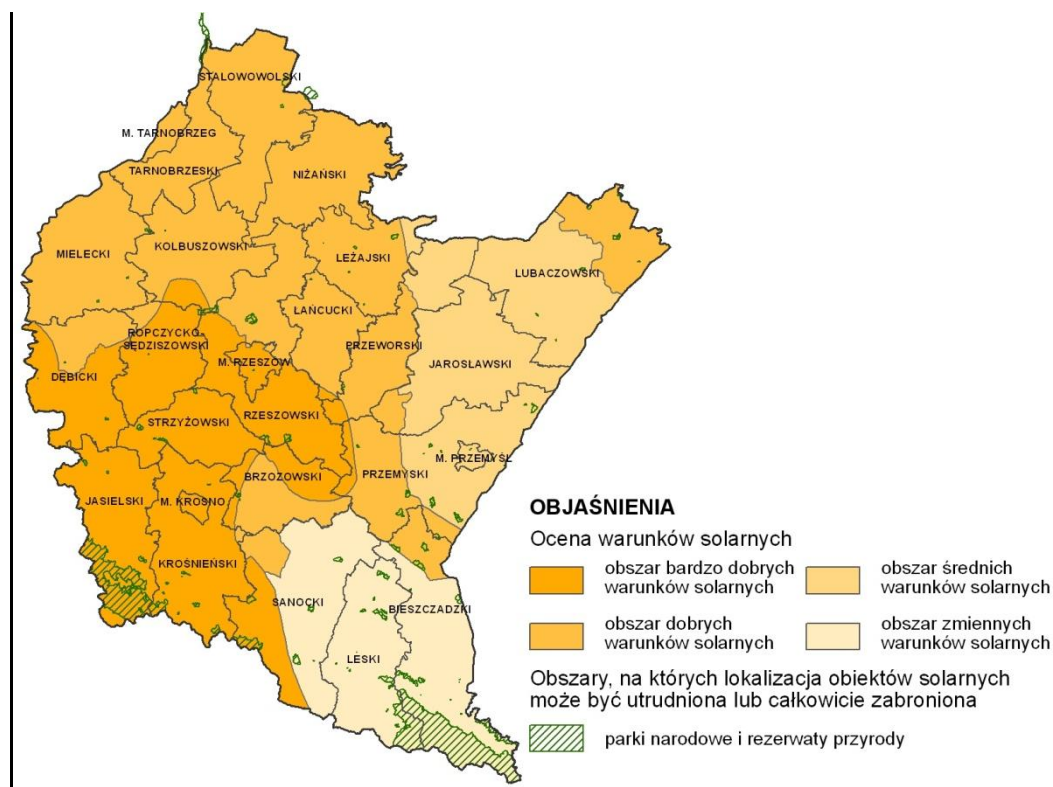 STALOWOWOLSKI
M. TARNOBRZEG
TARNOBRZESKI
NIŻAŃSKI
MIELECKI
KOLBUSZOWSKI
LEŻAJSKI
LUBACZOWSKI
ŁAŃCUCKI
ROPCZYCKO-
SĘDZISZOWSKI
PRZEWORSKI
M. RZESZÓW
JAROSŁAWSKI
DĘBICKI
STRZYŻOWSKI
RZESZOWSKI
M. PRZEMYŚL
BRZOZOWSKI
PRZEMYSKI
JASIELSKI
M. KROSNO
KROŚNIEŃSKI
SANOCKI
BIESZCZADZKI
LESKI
OBJAŚNIENIA
Ocena warunków solarnych
obszar bardzo dobrych
warunków solarnych
obszar średnich
warunków solarnych
obszar dobrych
warunków solarnych
obszar zmiennych
warunków solarnych
Obszary, na których lokalizacja obiektów solarnych
może być utrudniona lub całkowicie zabroniona
parki narodowe i rezerwaty przyrody